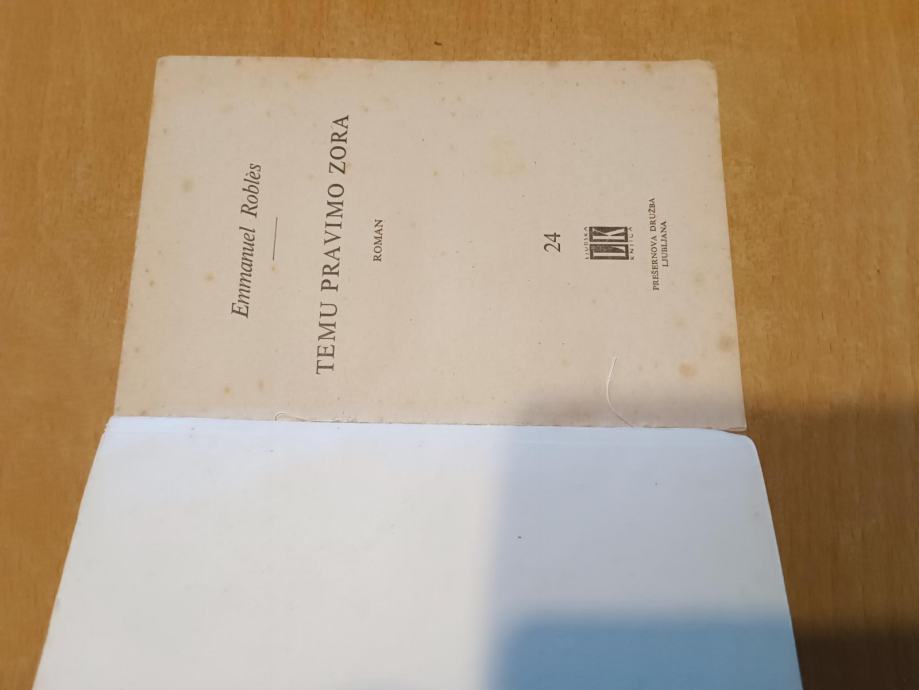 Emmanuel Roblès
TEMU PRAVIMO ZORA
ROMAN
24
LJUDSKA
LK
KNJIGA
PREŠERNOVA DRUŽBA
LJUBLJANA